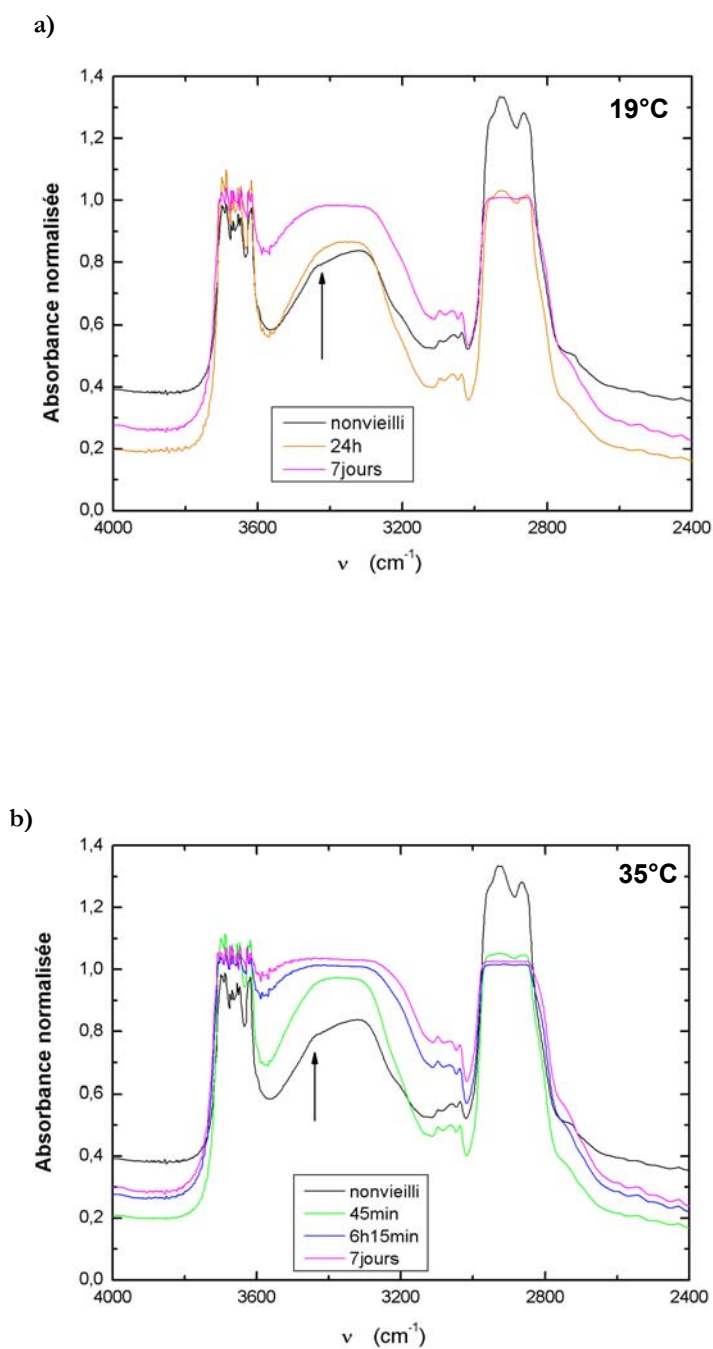 a)
19°C
Absorbance normalisée
1,4
1,2
1,0
0,8
0,6
0,4
0,2
0,0
nonvieilli
24h
7jours
4000 3600 3200 2800 2400
ν (cm-1)
b)
35°C
Absorbance normalisée
1,4
1,2
1,0
0,8
0,6
0,4
0,2
0,0
nonvieilli
45min
6h15min
7jours
4000 3600 3200 2800 2400
ν (cm-1)